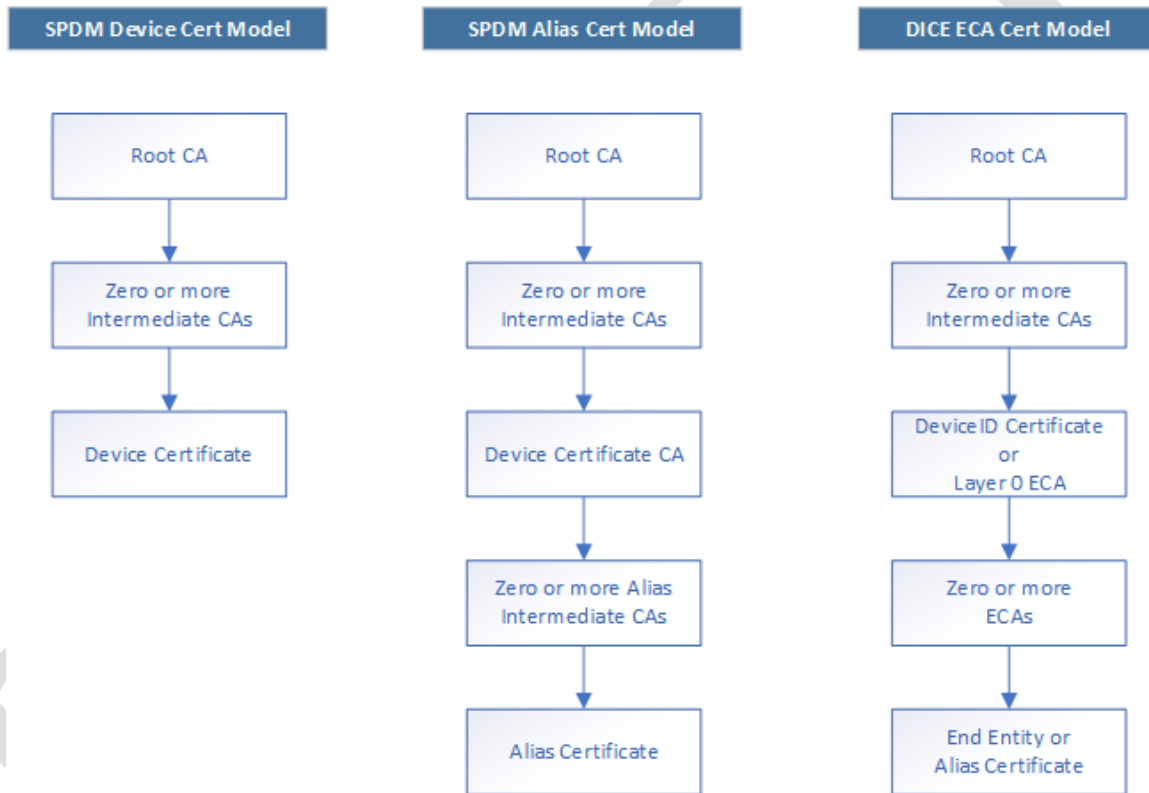 SPDM Device Cert Model
SPDM Alias Cert Model
DICE ECA Cert Model
Root CA
Root CA
Root CA
Zero or more
Intermediate CAs
Zero or more
Intermediate CAs
Zero or more
Intermediate CAs
Device Certificate
Device Certificate CA
DeviceID Certificate
or
Layer 0 ECA
Zero or more Alias
Intermediate CAs
Zero or more
ECAs
Alias Certificate
End Entity or
Alias Certificate